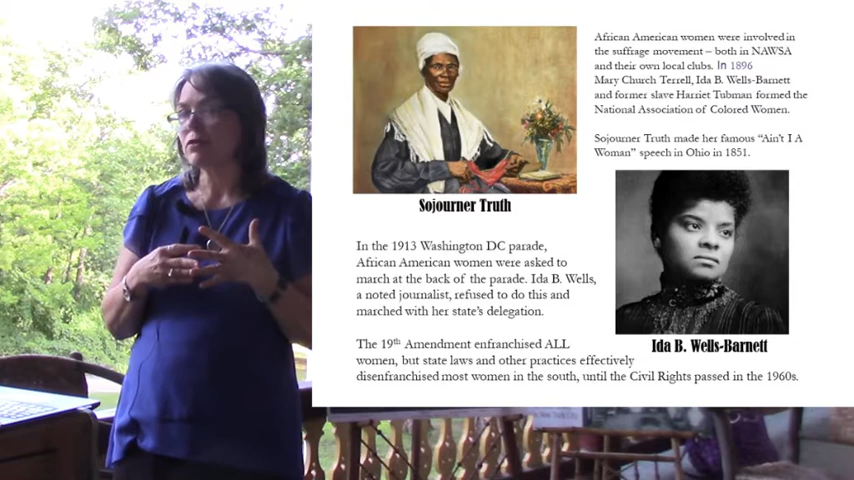 African American women were involved in
the suffrage movement – both in NAWSA
and their own local clubs. In 1896
Mary Church Terrell, Ida B. Wells-Barnett
and former slave Harriet Tubman formed the
National Association of Colored Women.
Sojourner Truth made her famous “Ain't I A
Woman” speech in Ohio in 1851.
Sojourner Truth
In the 1913 Washington DC parade,
African American women were asked to
march at the back of the parade. Ida B. Wells,
a noted journalist, refused to do this and
marched with her state's delegation.
Ida B. Wells-Barnett
The 19th Amendment enfranchised ALL
women, but state laws and other practices effectively
disenfranchised most women in the south, until the Civil Rights passed in the 1960s.